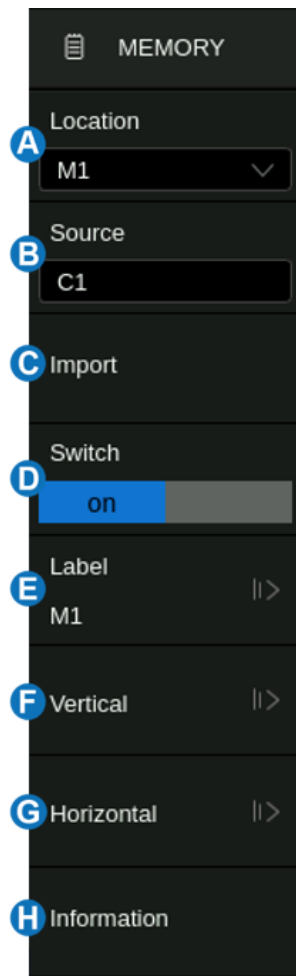 MEMORY
Location
A
M1
Source
B
C1
C Import
Switch
D
on
Label
E
M1
F Vertical
G Horizontal
H Information